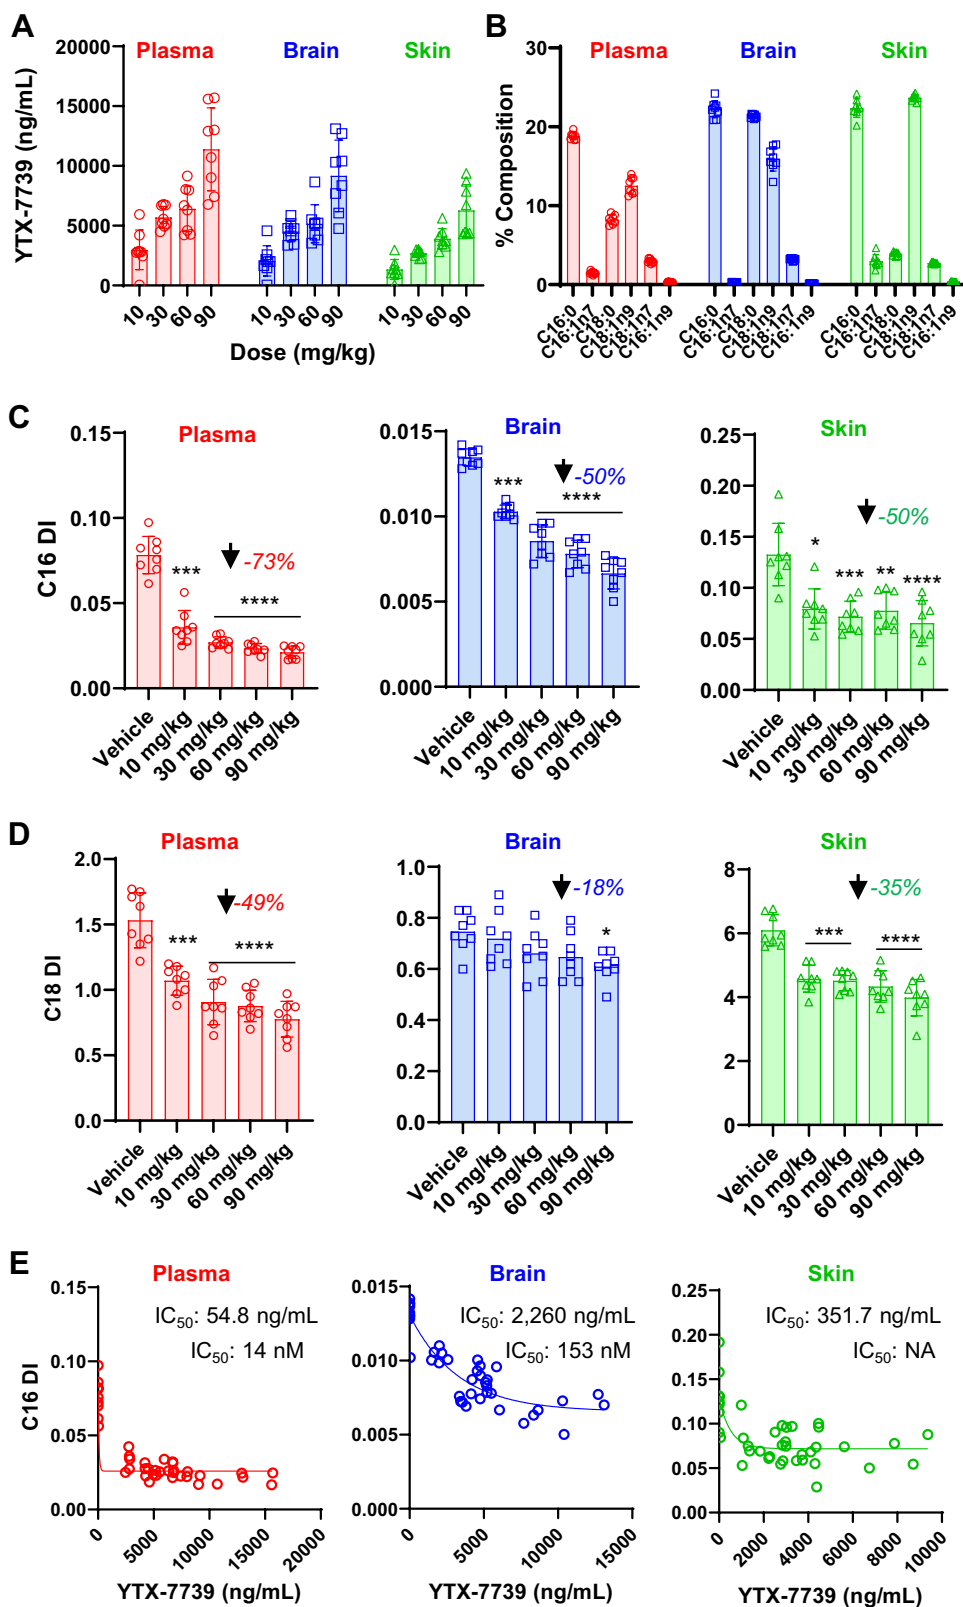 A
Plasma Brain Skin
YTX-7739 (ng/mL)
20000
15000
10000
5000
0
10 30 60 90 10 30 60 90 10 30 60 90
Dose (mg/kg)
B
Plasma Brain Skin
% Composition
30
20
10
0
C16:0 C16:1n7 C18:0 C18:1n9 C18:1n7 C16:1n9 C16:0 C16:1n7 C18:0 C18:1n9 C18:1n7 C16:1n9 C16:0 C16:1n7 C18:0 C18:1n9 C18:1n7 C16:1n9
C
Plasma
C16 DI
0.15
0.10
0.05
0.00
***
-73%
****
Vehicle 10 mg/kg 30 mg/kg 60 mg/kg 90 mg/kg
Brain
0.015
0.010
0.005
0.000
***
-50%
****
Vehicle 10 mg/kg 30 mg/kg 60 mg/kg 90 mg/kg
Skin
0.25
0.20
0.15
0.10
0.05
0.00
-50%
* *** ** ****
Vehicle 10 mg/kg 30 mg/kg 60 mg/kg 90 mg/kg
D
Plasma
C18 DI
2.0
1.5
1.0
0.5
0.0
-49%
*** ****
Vehicle 10 mg/kg 30 mg/kg 60 mg/kg 90 mg/kg
Brain
1.0
0.8
0.6
0.4
0.2
0.0
-18%
*
Vehicle 10 mg/kg 30 mg/kg 60 mg/kg 90 mg/kg
Skin
8
6
4
2
0
-35%
*** ****
Vehicle 10 mg/kg 30 mg/kg 60 mg/kg 90 mg/kg
E
Plasma
C16 DI
0.15
0.10
0.05
0.00
IC50: 54.8 ng/mL
IC50: 14 nM
0 5000 10000 15000 20000
YTX-7739 (ng/mL)
Brain
0.015
0.010
0.005
0.000
IC50: 2,260 ng/mL
IC50: 153 nM
0 5000 10000 15000
YTX-7739 (ng/mL)
Skin
0.25
0.20
0.15
0.10
0.05
0.00
IC50: 351.7 ng/mL
IC50: NA
0 2000 4000 6000 8000 10000
YTX-7739 (ng/mL)